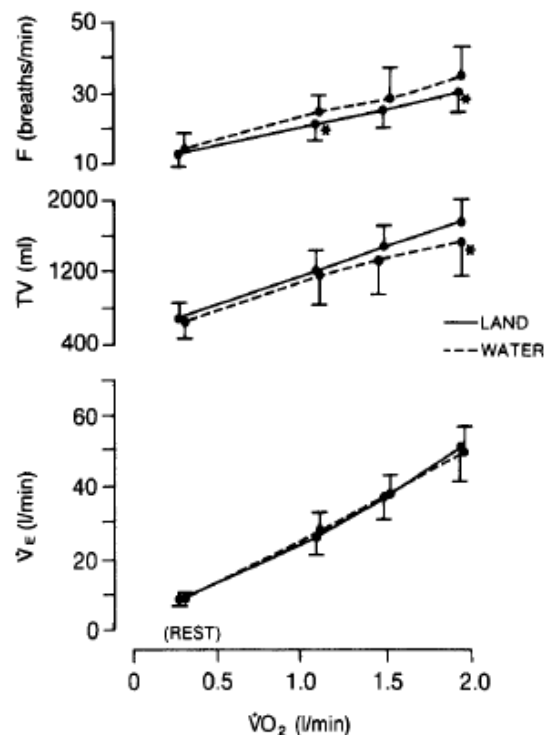 50
30
10
F (breaths/min)
*
*
2000
1200
400
TV (ml)
*
LAND
WATER
60
40
20
0
V̇E (l/min)
(REST)
0 0.5 1.0 1.5 2.0
V̇O₂ (l/min)